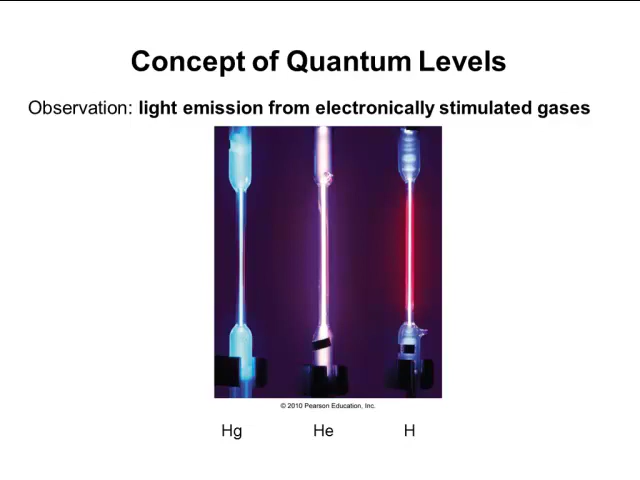 Concept of Quantum Levels
Observation: light emission from electronically stimulated gases
© 2010 Pearson Education, Inc.
Hg He H